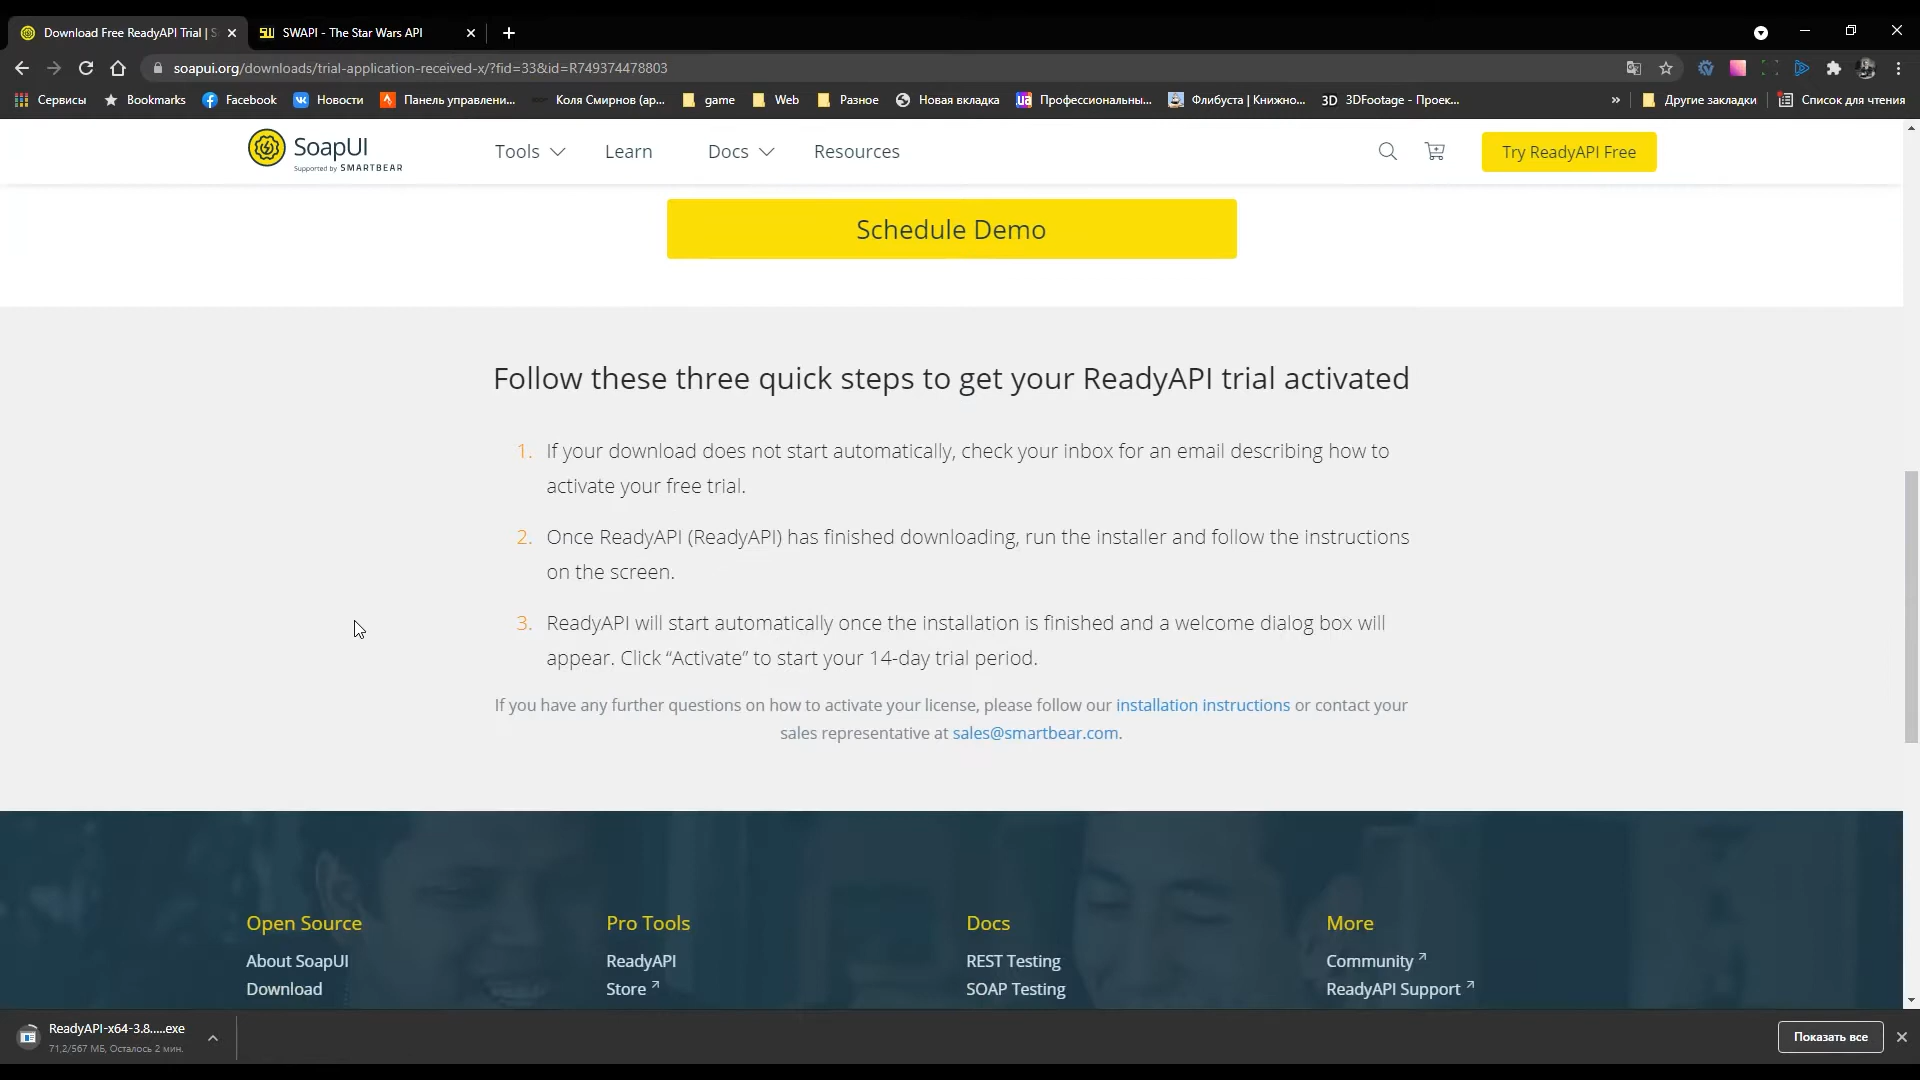 Download Free ReadyAPI Trial | S
SWAPI - The Star Wars API
soapui.org/downloads/trial-application-received-x/?fid=33&id=R749374478803
Сервисы
Bookmarks
Facebook
Новости
Панель управлени...
Коля Смирнов (ар...
game
Web
Разное
Новая вкладка
Профессиональны...
Флибуста | Книжно...
3D 3DFootage - Проек...
»
Другие закладки
Список для чтения
SoapUI
Supported by SMARTBEAR
Tools
Learn
Docs
Resources
Try ReadyAPI Free
Schedule Demo
Follow these three quick steps to get your ReadyAPI trial activated
1. If your download does not start automatically, check your inbox for an email describing how to
activate your free trial.
2. Once ReadyAPI (ReadyAPI) has finished downloading, run the installer and follow the instructions
on the screen.
3. ReadyAPI will start automatically once the installation is finished and a welcome dialog box will
appear. Click “Activate” to start your 14-day trial period.
If you have any further questions on how to activate your license, please follow our installation instructions or contact your
sales representative at sales@smartbear.com.
Open Source
About SoapUI
Download
Pro Tools
ReadyAPI
Store
Docs
REST Testing
SOAP Testing
More
Community
ReadyAPI Support
ReadyAPI-x64-3.8.....exe
71,2/567 МБ, Осталось 2 мин.
Показать все